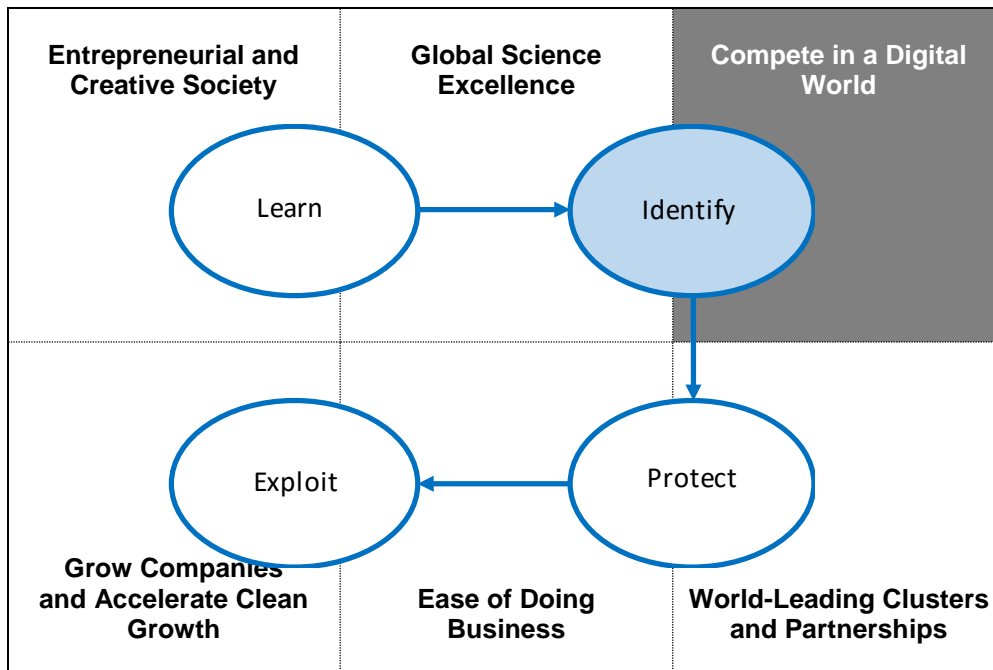 Entrepreneurial and
Creative Society
Global Science
Excellence
Compete in a Digital
World
Learn
Identify
Exploit
Protect
Grow Companies
and Accelerate Clean
Growth
Ease of Doing
Business
World-Leading Clusters
and Partnerships